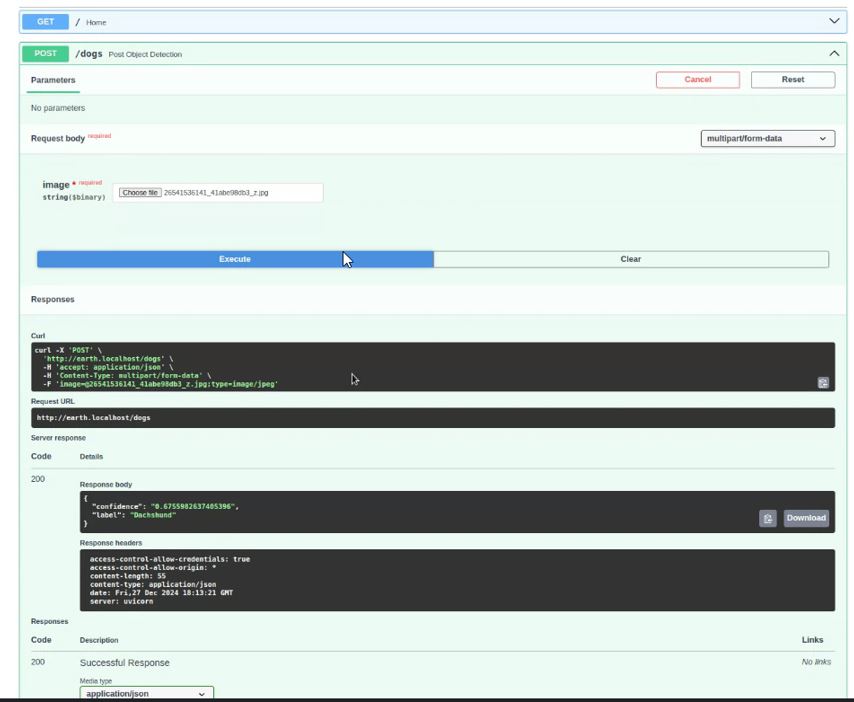 GET / Home
POST /dogs Post Object Detection
Parameters
Cancel
Reset
No parameters
Request body required
multipart/form-data
image * required
string($binary)
Choose file 26541536141_41abe98db3_z.jpg
Execute
Clear
Responses
Curl
curl -X 'POST' \
'http://earth.localhost/dogs' \
-H 'accept: application/json' \
-H 'Content-Type: multipart/form-data' \
-F 'image=@26541536141_41abe98db3_z.jpg;type=image/jpeg'
Request URL
http://earth.localhost/dogs
Server response
Code Details
200
Response body
{
"confidence": "0.6755982637405396",
"label": "Dachshund"
}
Download
Response headers
access-control-allow-credentials: true
access-control-allow-origin: *
content-length: 55
content-type: application/json
date: Fri,27 Dec 2024 18:13:21 GMT
server: uvicorn
Responses
Code Description Links
200 Successful Response No links
Media type
application/json